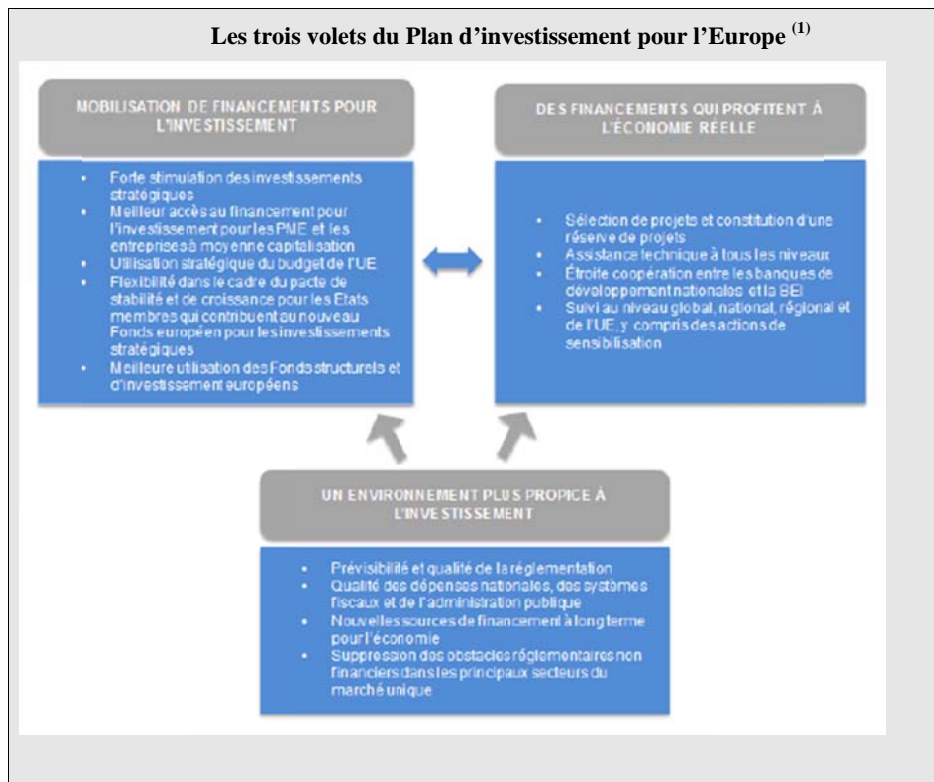 Les trois volets du Plan d'investissement pour l'Europe (1)
MOBILISATION DE FINANCEMENTS POUR
L'INVESTISSEMENT
• Forte stimulation des investissements
stratégiques
• Meilleur accès au financement pour
l'investissement pour les PME et les
entreprises à moyenne capitalisation
• Utilisation stratégique du budget de l'UE
• Flexibilité dans le cadre du pacte de
stabilité et de croissance pour les Etats
membres qui contribuent au nouveau
Fonds européen pour les investissements
stratégiques
• Meilleure utilisation des Fonds structurels et
d'investissement européens
DES FINANCEMENTS QUI PROFITENT À
L'ÉCONOMIE RÉELLE
• Sélection de projets et constitution d'une
réserve de projets
• Assistance technique à tous les niveaux
• Étroite coopération entre les banques de
développement nationales et la BEI
• Suivi au niveau global, national, régional et
de l'UE, y compris des actions de
sensibilisation
UN ENVIRONNEMENT PLUS PROPICE À
L'INVESTISSEMENT
• Prévisibilité et qualité de la réglementation
• Qualité des dépenses nationales, des systèmes
fiscaux et de l'administration publique
• Nouvelles sources de financement à long terme
pour l'économie
• Suppression des obstacles réglementaires non
financiers dans les principaux secteurs du
marché unique